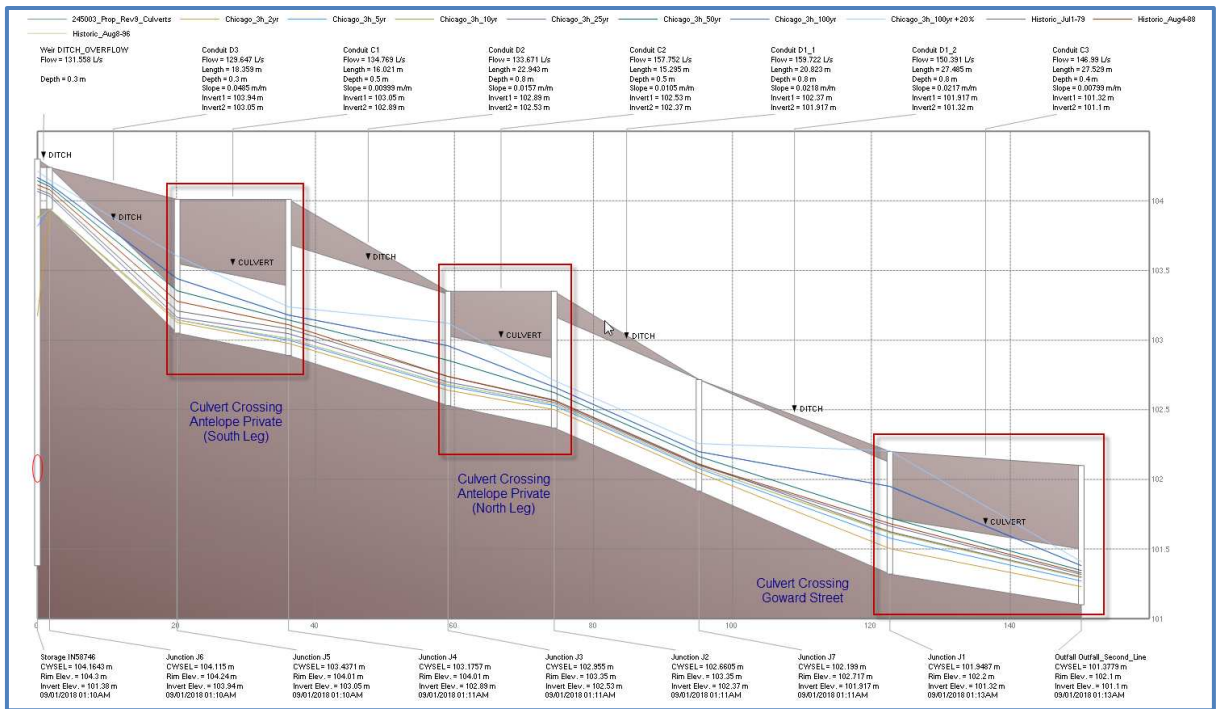 245003_Prop_Rev9_Culverts Chicago_3h_2yr Chicago_3h_5yr Chicago_3h_10yr Chicago_3h_25yr Chicago_3h_50yr Chicago_3h_100yr Chicago_3h_100yr +20% Historic_Jul1-79 Historic_Aug4-88
Historic_Aug8-96
Weir DITCH_OVERFLOW
Flow = 131.558 L/s
Depth = 0.3 m
Conduit D3
Flow = 129.647 L/s
Length = 18.359 m
Depth = 0.3 m
Slope = 0.0485 m/m
Invert1 = 103.94 m
Invert2 = 103.05 m
Conduit C1
Flow = 134.769 L/s
Length = 16.021 m
Depth = 0.5 m
Slope = 0.00999 m/m
Invert1 = 103.05 m
Invert2 = 102.89 m
Conduit D2
Flow = 133.671 L/s
Length = 22.943 m
Depth = 0.8 m
Slope = 0.0157 m/m
Invert1 = 102.89 m
Invert2 = 102.53 m
Conduit C2
Flow = 157.752 L/s
Length = 15.295 m
Depth = 0.5 m
Slope = 0.0105 m/m
Invert1 = 102.53 m
Invert2 = 102.37 m
Conduit D1_1
Flow = 159.722 L/s
Length = 20.823 m
Depth = 0.8 m
Slope = 0.0218 m/m
Invert1 = 102.37 m
Invert2 = 101.917 m
Conduit D1_2
Flow = 150.391 L/s
Length = 27.485 m
Depth = 0.8 m
Slope = 0.0217 m/m
Invert1 = 101.917 m
Invert2 = 101.32 m
Conduit C3
Flow = 146.99 L/s
Length = 27.529 m
Depth = 0.4 m
Slope = 0.00799 m/m
Invert1 = 101.32 m
Invert2 = 101.1 m
DITCH
DITCH
CULVERT
DITCH
CULVERT
DITCH
DITCH
CULVERT
104
103.5
103
102.5
102
101.5
101
Culvert Crossing
Antelope Private
(South Leg)
Culvert Crossing
Antelope Private
(North Leg)
Culvert Crossing
Goward Street
0 20 40 60 80 100 120 140
Storage IN58746
CWSEL = 104.1643 m
Rim Elev. = 104.3 m
Invert Elev. = 101.38 m
09/01/2018 01:10AM
Junction J6
CWSEL = 104.115 m
Rim Elev. = 104.24 m
Invert Elev. = 103.94 m
09/01/2018 01:10AM
Junction J5
CWSEL = 103.4371 m
Rim Elev. = 104.01 m
Invert Elev. = 103.05 m
09/01/2018 01:10AM
Junction J4
CWSEL = 103.1757 m
Rim Elev. = 104.01 m
Invert Elev. = 102.89 m
09/01/2018 01:11AM
Junction J3
CWSEL = 102.955 m
Rim Elev. = 103.35 m
Invert Elev. = 102.53 m
09/01/2018 01:11AM
Junction J2
CWSEL = 102.6605 m
Rim Elev. = 103.35 m
Invert Elev. = 102.37 m
09/01/2018 01:11AM
Junction J7
CWSEL = 102.199 m
Rim Elev. = 102.717 m
Invert Elev. = 101.917 m
09/01/2018 01:11AM
Junction J1
CWSEL = 101.9487 m
Rim Elev. = 102.2 m
Invert Elev. = 101.32 m
09/01/2018 01:13AM
Outfall Outfall_Second_Line
CWSEL = 101.3779 m
Rim Elev. = 102.1 m
Invert Elev. = 101.1 m
09/01/2018 01:13AM